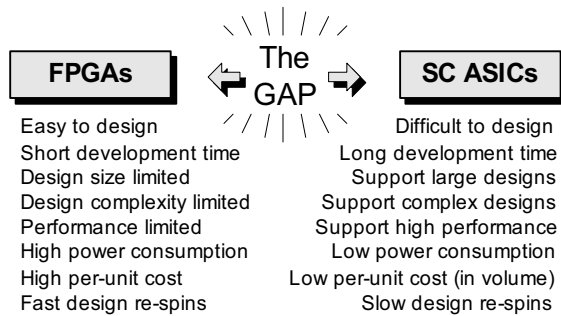 The
GAP
FPGAs
Easy to design
Short development time
Design size limited
Design complexity limited
Performance limited
High power consumption
High per-unit cost
Fast design re-spins
SC ASICs
Difficult to design
Long development time
Support large designs
Support complex designs
Support high performance
Low power consumption
Low per-unit cost (in volume)
Slow design re-spins